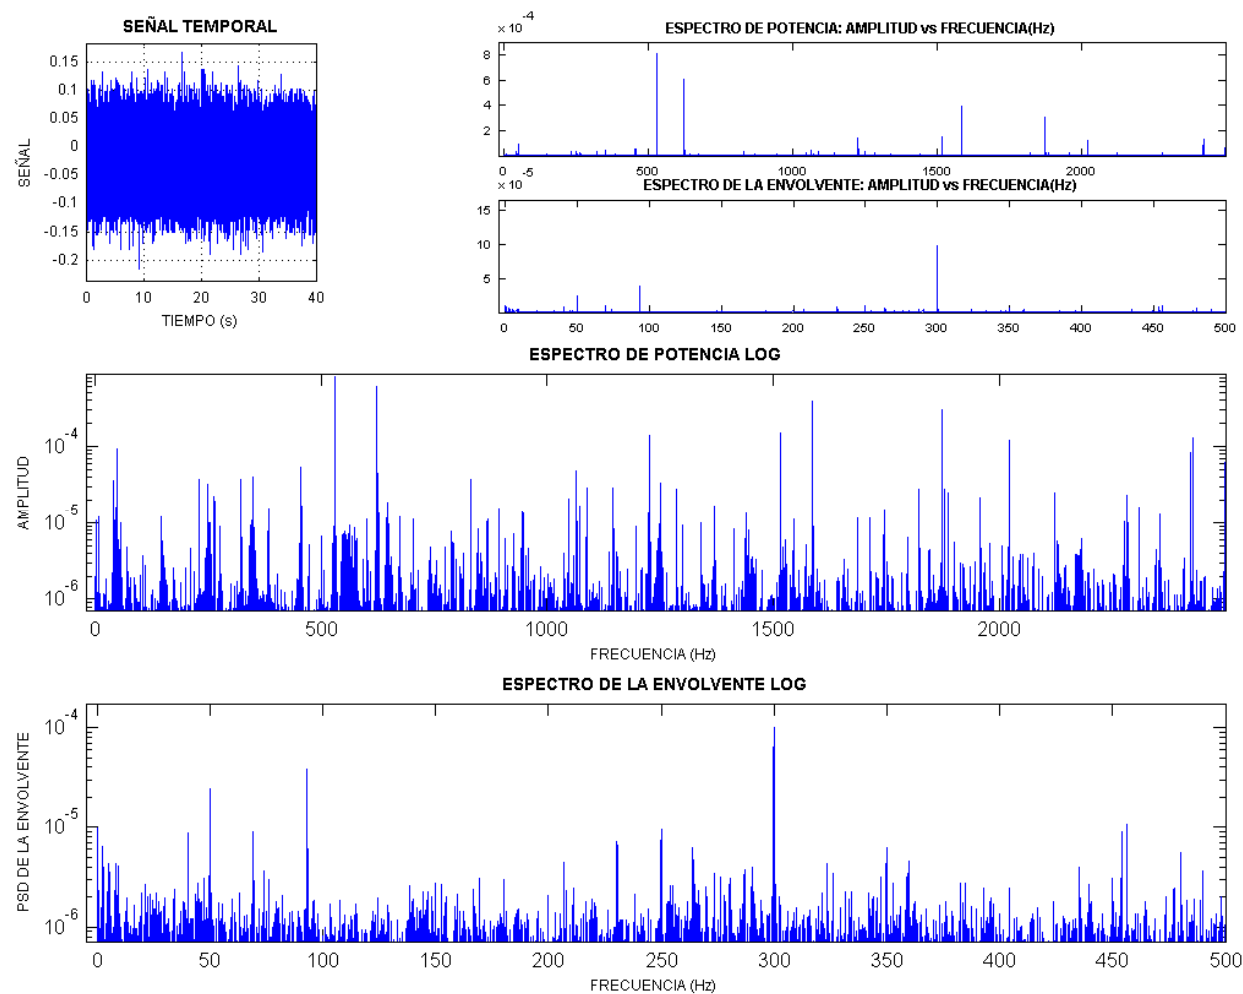 SEÑAL TEMPORAL
0.15
0.1
0.05
0
-0.05
-0.1
-0.15
-0.2
SEÑAL
0 10 20 30 40
TIEMPO (s)
× 10 -4
ESPECTRO DE POTENCIA: AMPLITUD vs FRECUENCIA(Hz)
8
6
4
2
0 500 1000 1500 2000
× 10 -5
ESPECTRO DE LA ENVOLVENTE: AMPLITUD vs FRECUENCIA(Hz)
15
10
5
0 50 100 150 200 250 300 350 400 450 500
ESPECTRO DE POTENCIA LOG
10-4
10-5
10-6
AMPLITUD
0 500 1000 1500 2000
FRECUENCIA (Hz)
ESPECTRO DE LA ENVOLVENTE LOG
10-4
10-5
10-6
PSD DE LA ENVOLVENTE
0 50 100 150 200 250 300 350 400 450 500
FRECUENCIA (Hz)